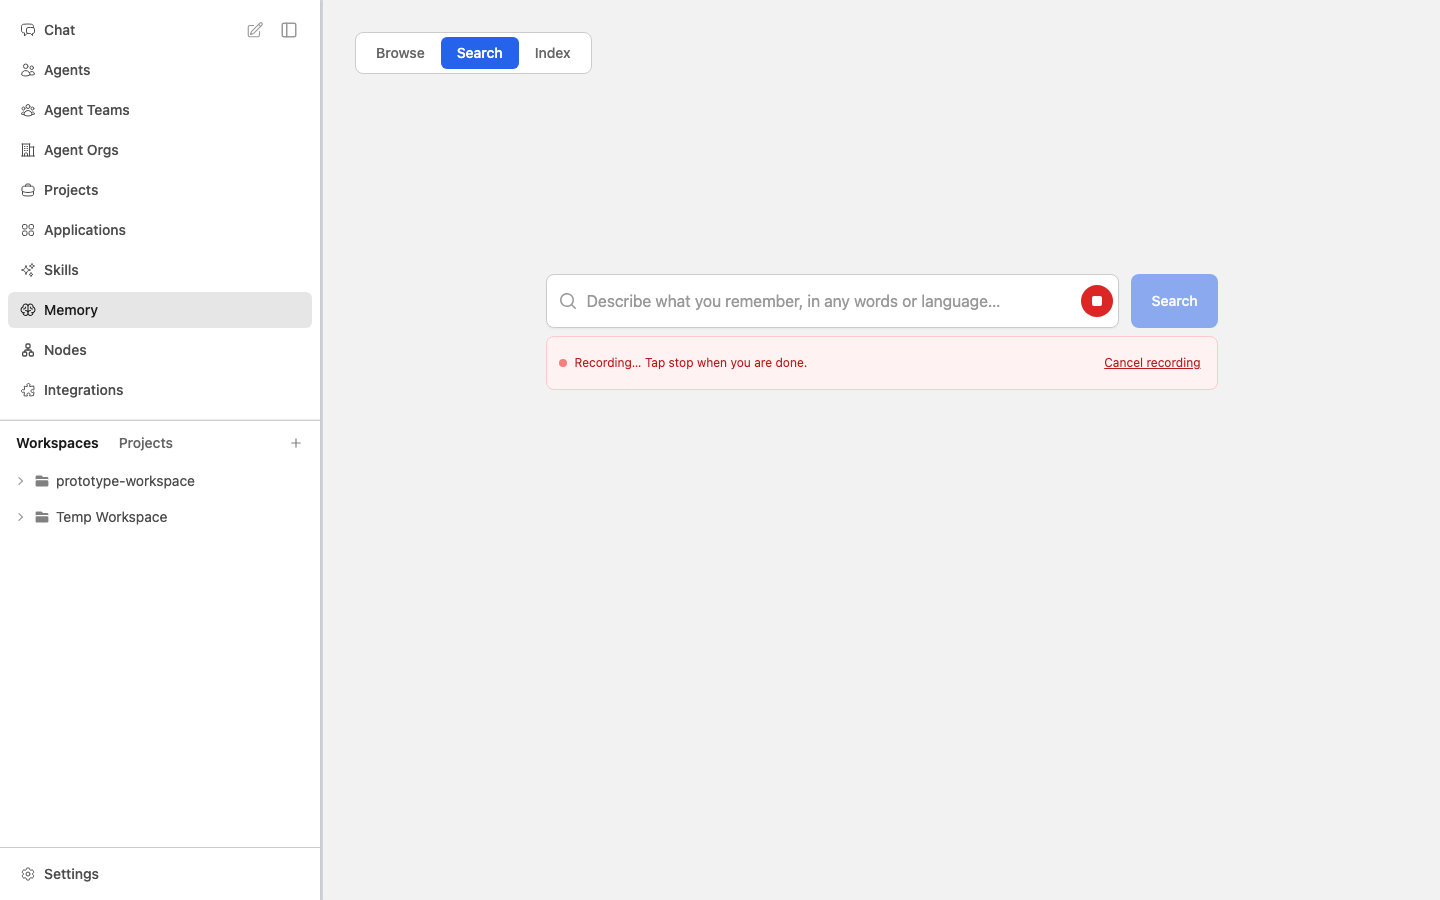 Chat
Agents
Agent Teams
Agent Orgs
Projects
Applications
Skills
Memory
Nodes
Integrations
Workspaces Projects
prototype-workspace
Temp Workspace
Settings
Browse Search Index
Describe what you remember, in any words or language... Search
Recording... Tap stop when you are done. Cancel recording